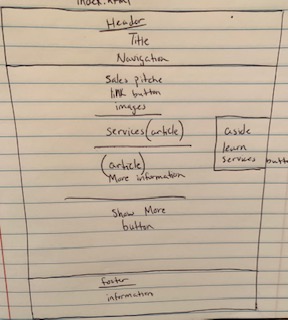 index.html
Header
Title
Navigation
Sales pitche
link button
images
services (article)
(article)
More information
aside
learn
services button
Show More
button
footer
information